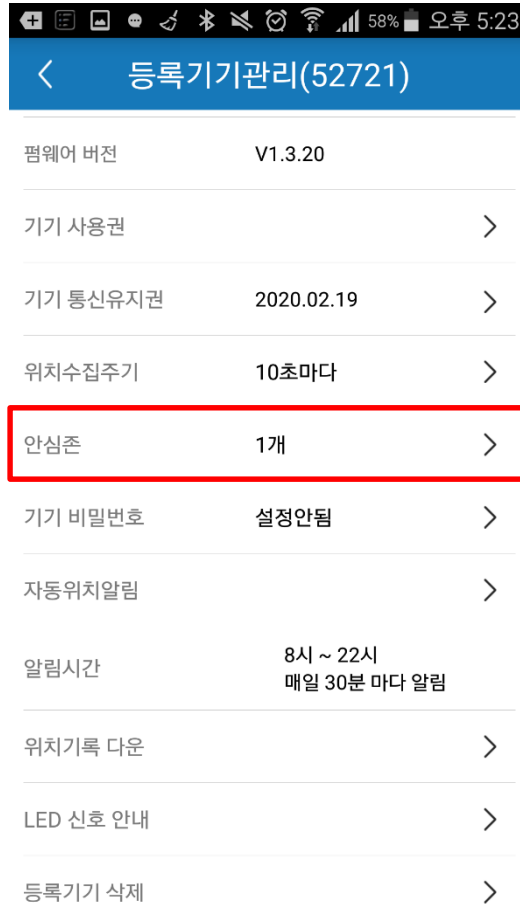 58% 오후 5:23
등록기기관리(52721)
펌웨어 버전 V1.3.20
기기 사용권
기기 통신유지권 2020.02.19
위치수집주기 10초마다
안심존 1개
기기 비밀번호 설정안됨
자동위치알림
알림시간 8시 ~ 22시
매일 30분 마다 알림
위치기록 다운
LED 신호 안내
등록기기 삭제